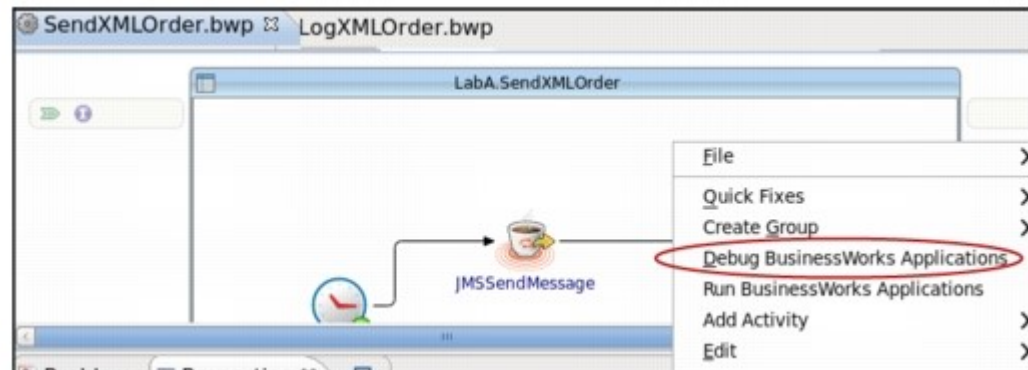 SendXMLOrder.bwp LogXMLOrder.bwp
LabA.SendXMLOrder
File
Quick Fixes
Create Group
Debug BusinessWorks Applications
JMSSendMessage
Run BusinessWorks Applications
Add Activity
Edit